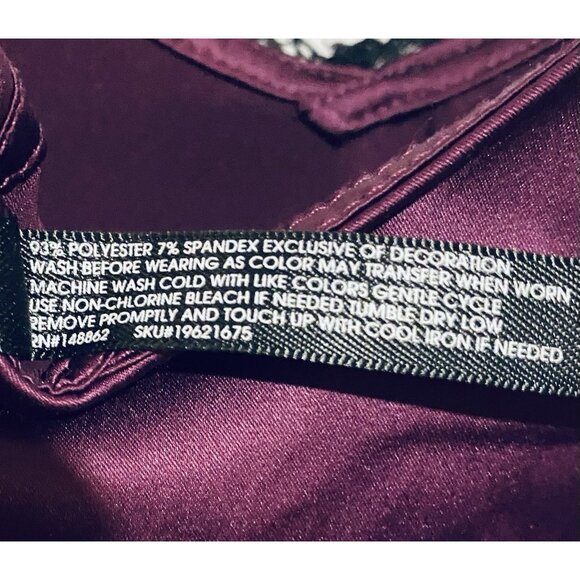 93% POLYESTER 7% SPANDEX EXCLUSIVE OF DECORATION
WASH BEFORE WEARING AS COLOR MAY TRANSFER WHEN WORN
MACHINE WASH COLD WITH LIKE COLORS GENTLE CYCLE
USE NON-CHLORINE BLEACH IF NEEDED TUMBLE DRY LOW
REMOVE PROMPTLY AND TOUCH UP WITH COOL IRON IF NEEDED
RN#148862 SKU#19621675